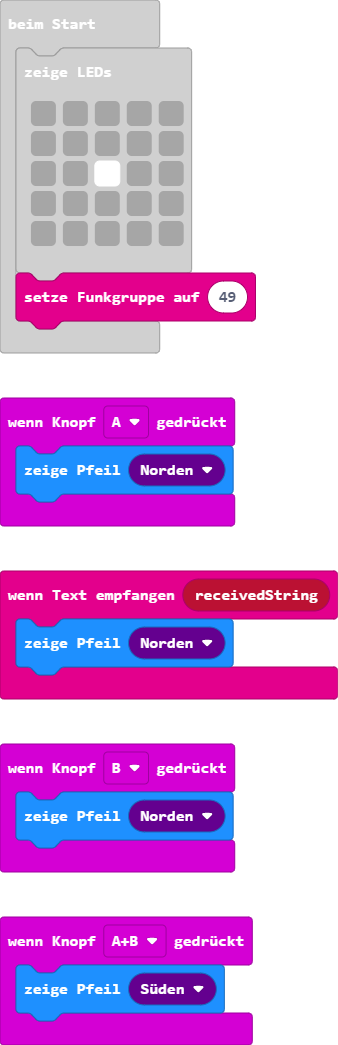 beim Start
zeige LEDs
setze Funkgruppe auf 49
wenn Knopf A gedrückt
zeige Pfeil Norden
wenn Text empfangen receivedString
zeige Pfeil Norden
wenn Knopf B gedrückt
zeige Pfeil Norden
wenn Knopf A+B gedrückt
zeige Pfeil Süden